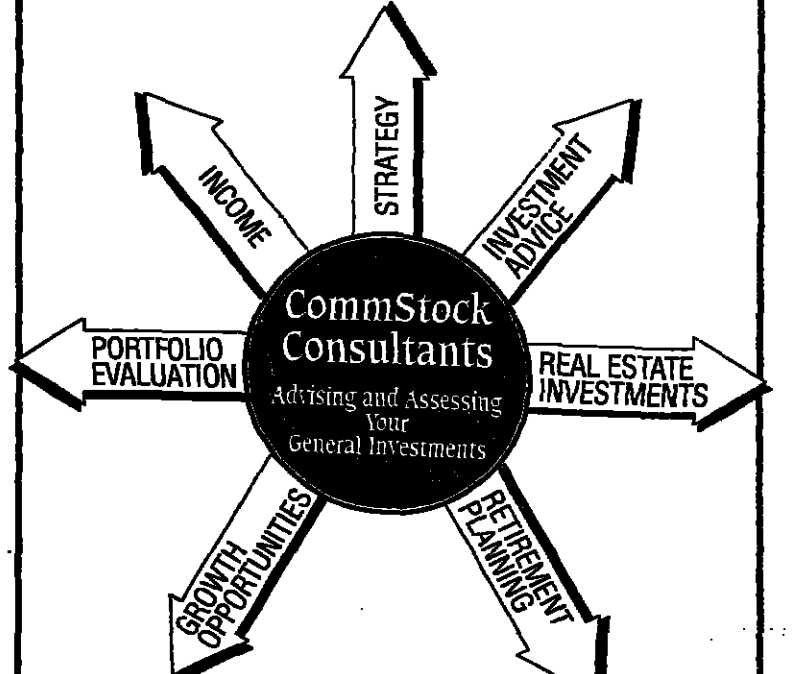 STRATEGY
INCOME
INVESTMENT
ADVICE
CommStock
Consultants
Advising and Assessing
Your
General Investments
PORTFOLIO
EVALUATION
REAL ESTATE
INVESTMENTS
GROWTH
OPPORTUNITIES
RETIREMENT
PLANNING